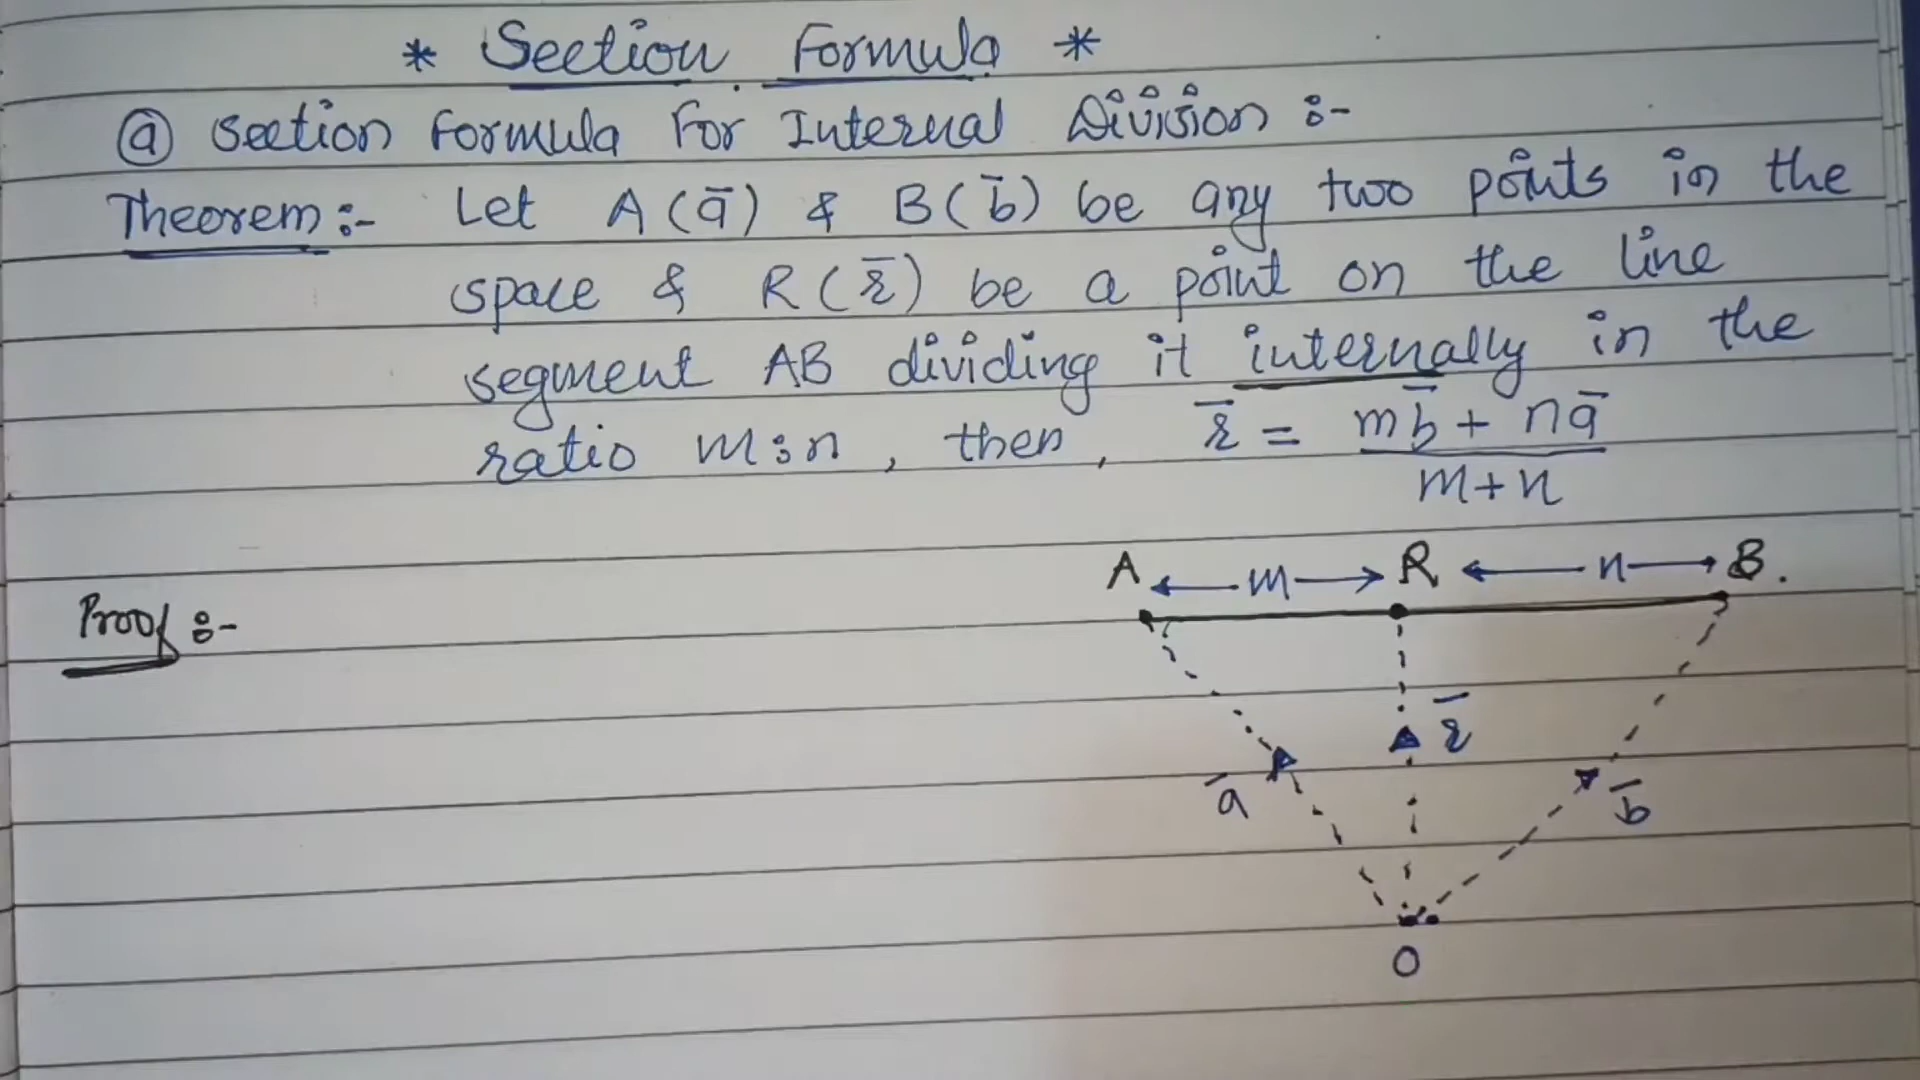 * Section Formula *
ⓐ Section Formula For Internal Division :-
Theorem :- Let A(a̅) & B(b̅) be any two points in the
space & R(r̅) be a point on the line
segment AB dividing it internally in the
ratio m:n, then, r̅ = mb̅ + na̅
m+n
A ←m→ R ←n→ B.
Proof :-
r̅
a̅ b̅
O